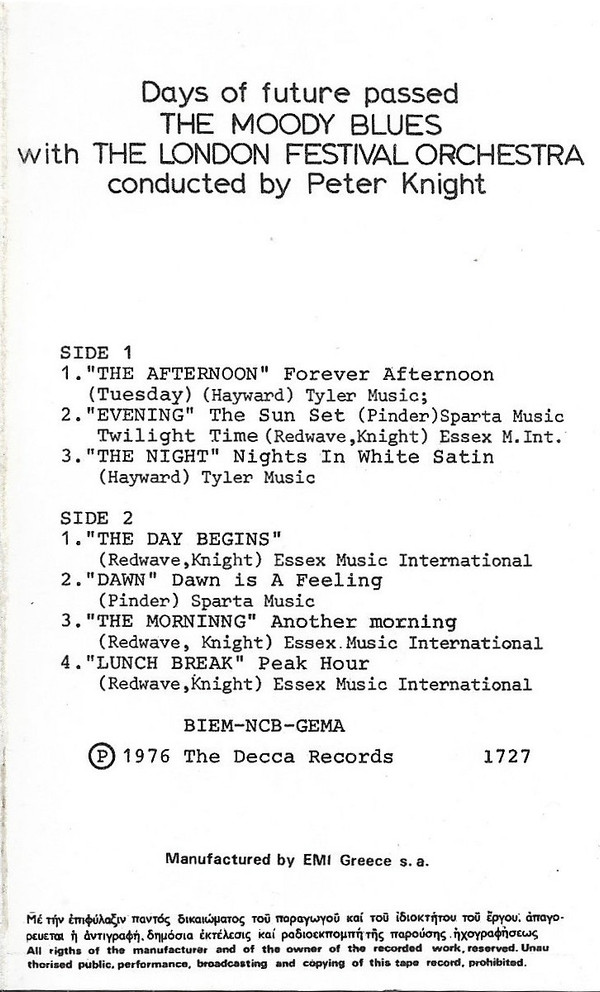 Days of future passed
THE MOODY BLUES
with THE LONDON FESTIVAL ORCHESTRA
conducted by Peter Knight
SIDE 1
1."THE AFTERNOON" Forever Afternoon
(Tuesday) (Hayward) Tyler Music;
2."EVENING" The Sun Set (Pinder)Sparta Music
Twilight Time (Redwave,Knight) Essex M.Int.
3."THE NIGHT" Nights In White Satin
(Hayward) Tyler Music
SIDE 2
1."THE DAY BEGINS"
(Redwave,Knight) Essex Music International
2."DAWN" Dawn is A Feeling
(Pinder) Sparta Music
3."THE MORNINNG" Another morning
(Redwave, Knight) Essex.Music International
4."LUNCH BREAK" Peak Hour
(Redwave,Knight) Essex Music International
BIEM-NCB-GEMA
Ⓟ 1976 The Decca Records 1727
Manufactured by EMI Greece s.a.
Μέ τήν ἐπιφύλαξιν παντός δικαιώματος τοῦ παραγωγοῦ καί τοῦ ἰδιοκτήτου τοῦ ἔργου, ἀπαγο-
ρευεται ἡ ἀντιγραφή, δημόσια ἐκτέλεσις καί ραδιοεκπομπή τῆς παρούσης ἠχογραφήσεως
All rigths of the manufacturer and of the owner of the recorded work, reserved. Unau
thorised public, performance, broadcasting and copying of this tape record, prohibited.